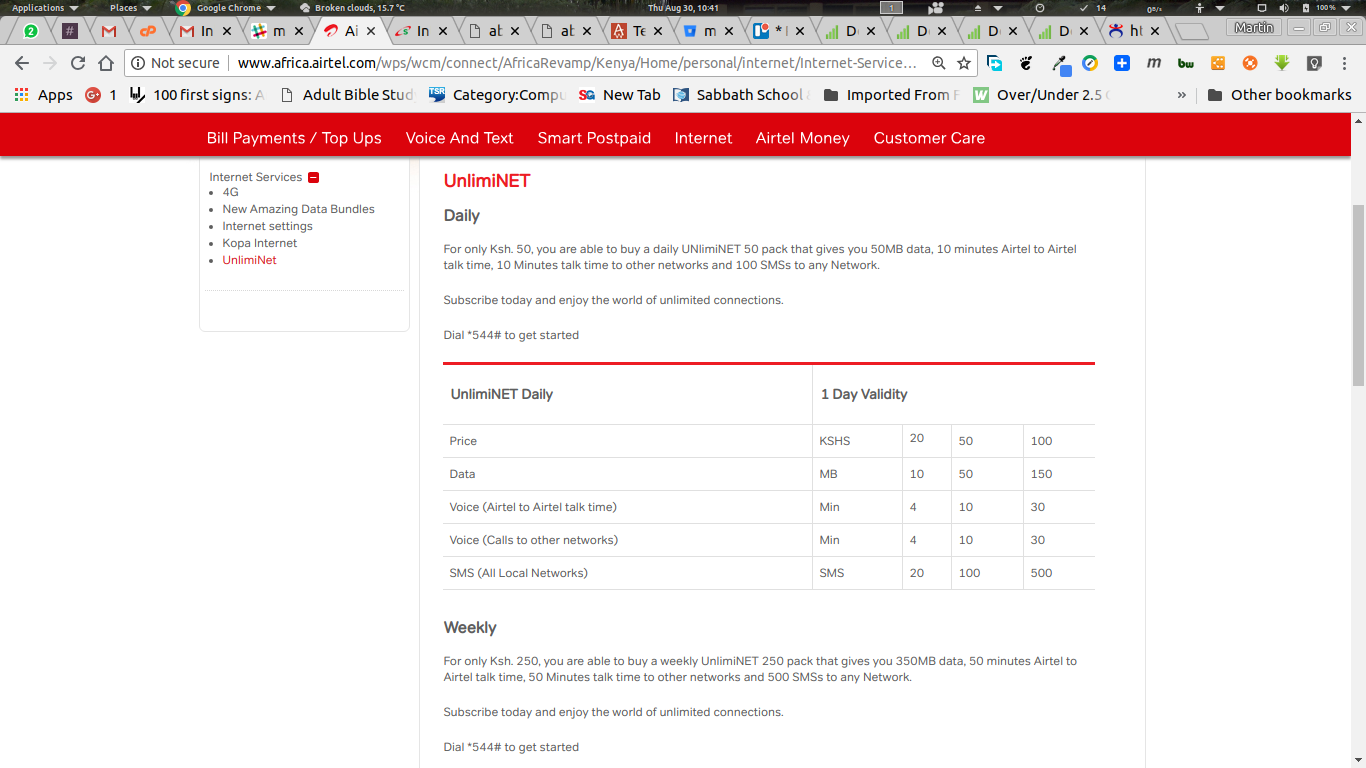 Applications Places Google Chrome Broken clouds, 15.7 °C Thu Aug 30, 10:41 1 14 0B/s 100%
2 # In m Ai In ab ab Te m * De De De De ht Martin
Not secure www.africa.airtel.com/wps/wcm/connect/AfricaRevamp/Kenya/Home/personal/internet/Internet-Service...
Apps 1 100 first signs: A Adult Bible Stud Category:Compu New Tab Sabbath School Imported From F Over/Under 2.5 » Other bookmarks
Bill Payments / Top Ups Voice And Text Smart Postpaid Internet Airtel Money Customer Care
Internet Services
• 4G
• New Amazing Data Bundles
• Internet settings
• Kopa Internet
• UnlimiNet
UnlimiNET
Daily
For only Ksh. 50, you are able to buy a daily UNlimiNET 50 pack that gives you 50MB data, 10 minutes Airtel to Airtel
talk time, 10 Minutes talk time to other networks and 100 SMSs to any Network.
Subscribe today and enjoy the world of unlimited connections.
Dial *544# to get started
UnlimiNET Daily 1 Day Validity
Price KSHS 20 50 100
Data MB 10 50 150
Voice (Airtel to Airtel talk time) Min 4 10 30
Voice (Calls to other networks) Min 4 10 30
SMS (All Local Networks) SMS 20 100 500
Weekly
For only Ksh. 250, you are able to buy a weekly UnlimiNET 250 pack that gives you 350MB data, 50 minutes Airtel to
Airtel talk time, 50 Minutes talk time to other networks and 500 SMSs to any Network.
Subscribe today and enjoy the world of unlimited connections.
Dial *544# to get started